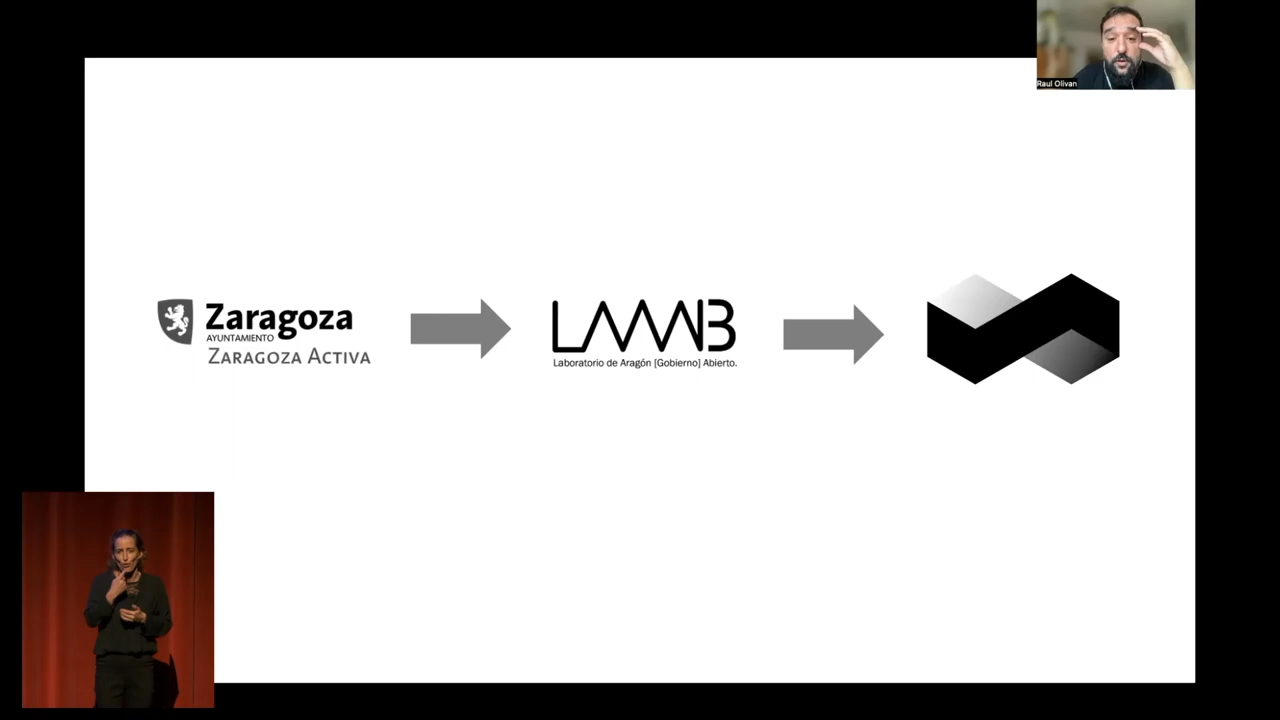 Raul Olivan
Zaragoza
AYUNTAMIENTO
ZARAGOZA ACTIVA
LAAAB
Laboratorio de Aragón [Gobierno] Abierto.